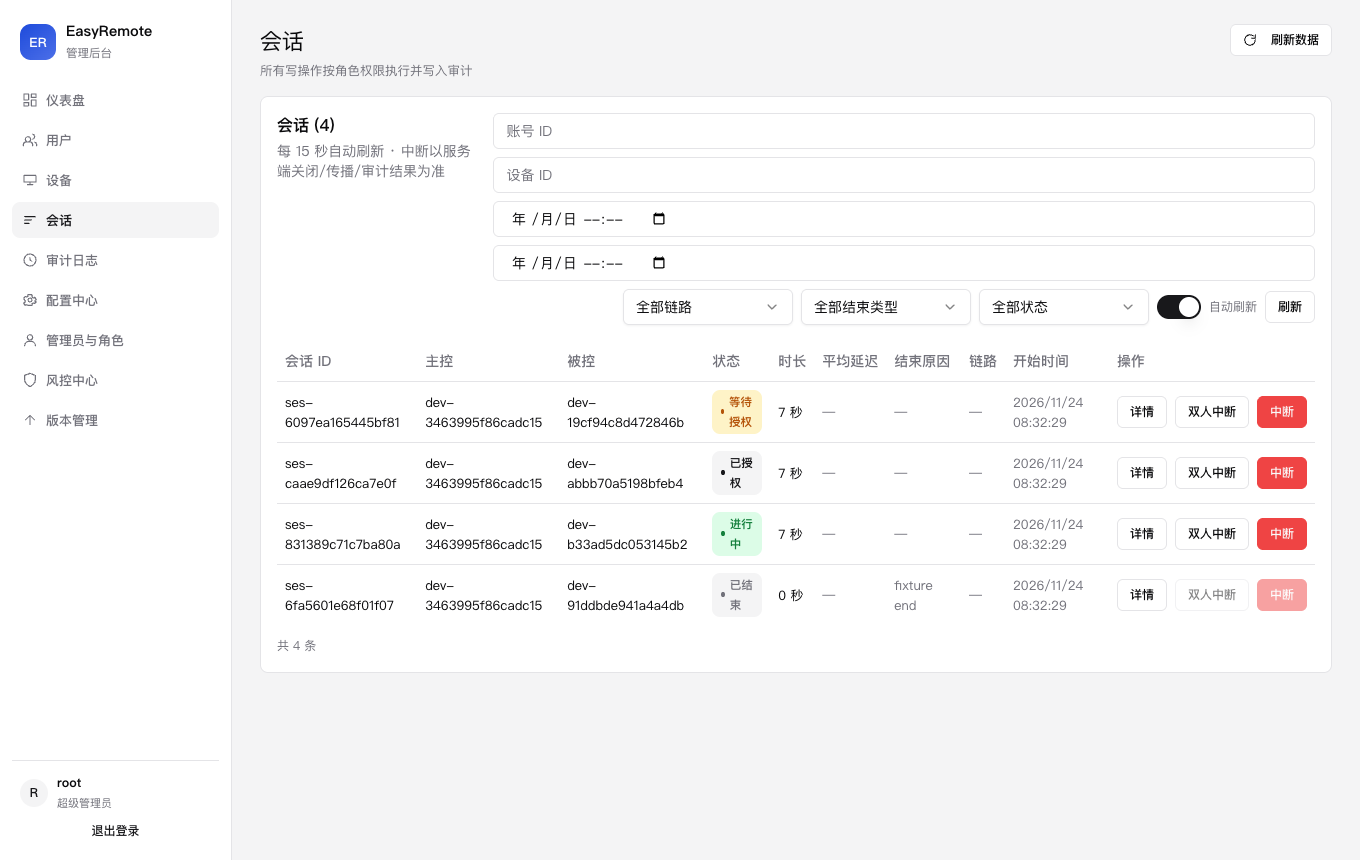 ER
EasyRemote
管理后台
仪表盘
用户
设备
会话
审计日志
配置中心
管理员与角色
风控中心
版本管理
R
root
超级管理员
退出登录
会话
所有写操作按角色权限执行并写入审计
刷新数据
会话 (4)
每 15 秒自动刷新 · 中断以服务
端关闭/传播/审计结果为准
账号 ID
设备 ID
年 /月/日 --:--
年 /月/日 --:--
全部链路 全部结束类型 全部状态 自动刷新 刷新
会话 ID 主控 被控 状态 时长 平均延迟 结束原因 链路 开始时间 操作
ses-
6097ea165445bf81
dev-
3463995f86cadc15
dev-
19cf94c8d472846b
等待
授权
7 秒 — — —
2026/11/24
08:32:29
详情 双人中断 中断
ses-
caae9df126ca7e0f
dev-
3463995f86cadc15
dev-
abbb70a5198bfeb4
已授
权
7 秒 — — —
2026/11/24
08:32:29
详情 双人中断 中断
ses-
831389c71c7ba80a
dev-
3463995f86cadc15
dev-
b33ad5dc053145b2
进行
中
7 秒 — — —
2026/11/24
08:32:29
详情 双人中断 中断
ses-
6fa5601e68f01f07
dev-
3463995f86cadc15
dev-
91ddbde941a4a4db
已结
束
0 秒 —
fixture
end
—
2026/11/24
08:32:29
详情 双人中断 中断
共 4 条